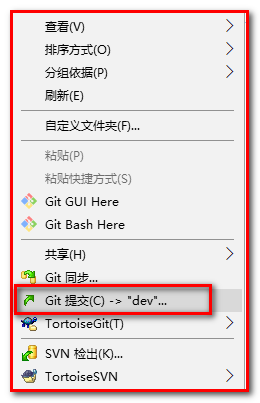 查看(V)
排序方式(O)
分组依据(P)
刷新(E)
自定义文件夹(F)...
粘贴(P)
粘贴快捷方式(S)
Git GUI Here
Git Bash Here
共享(H)
Git 同步...
Git 提交(C) -> "dev"...
TortoiseGit(T)
SVN 检出(K)...
TortoiseSVN